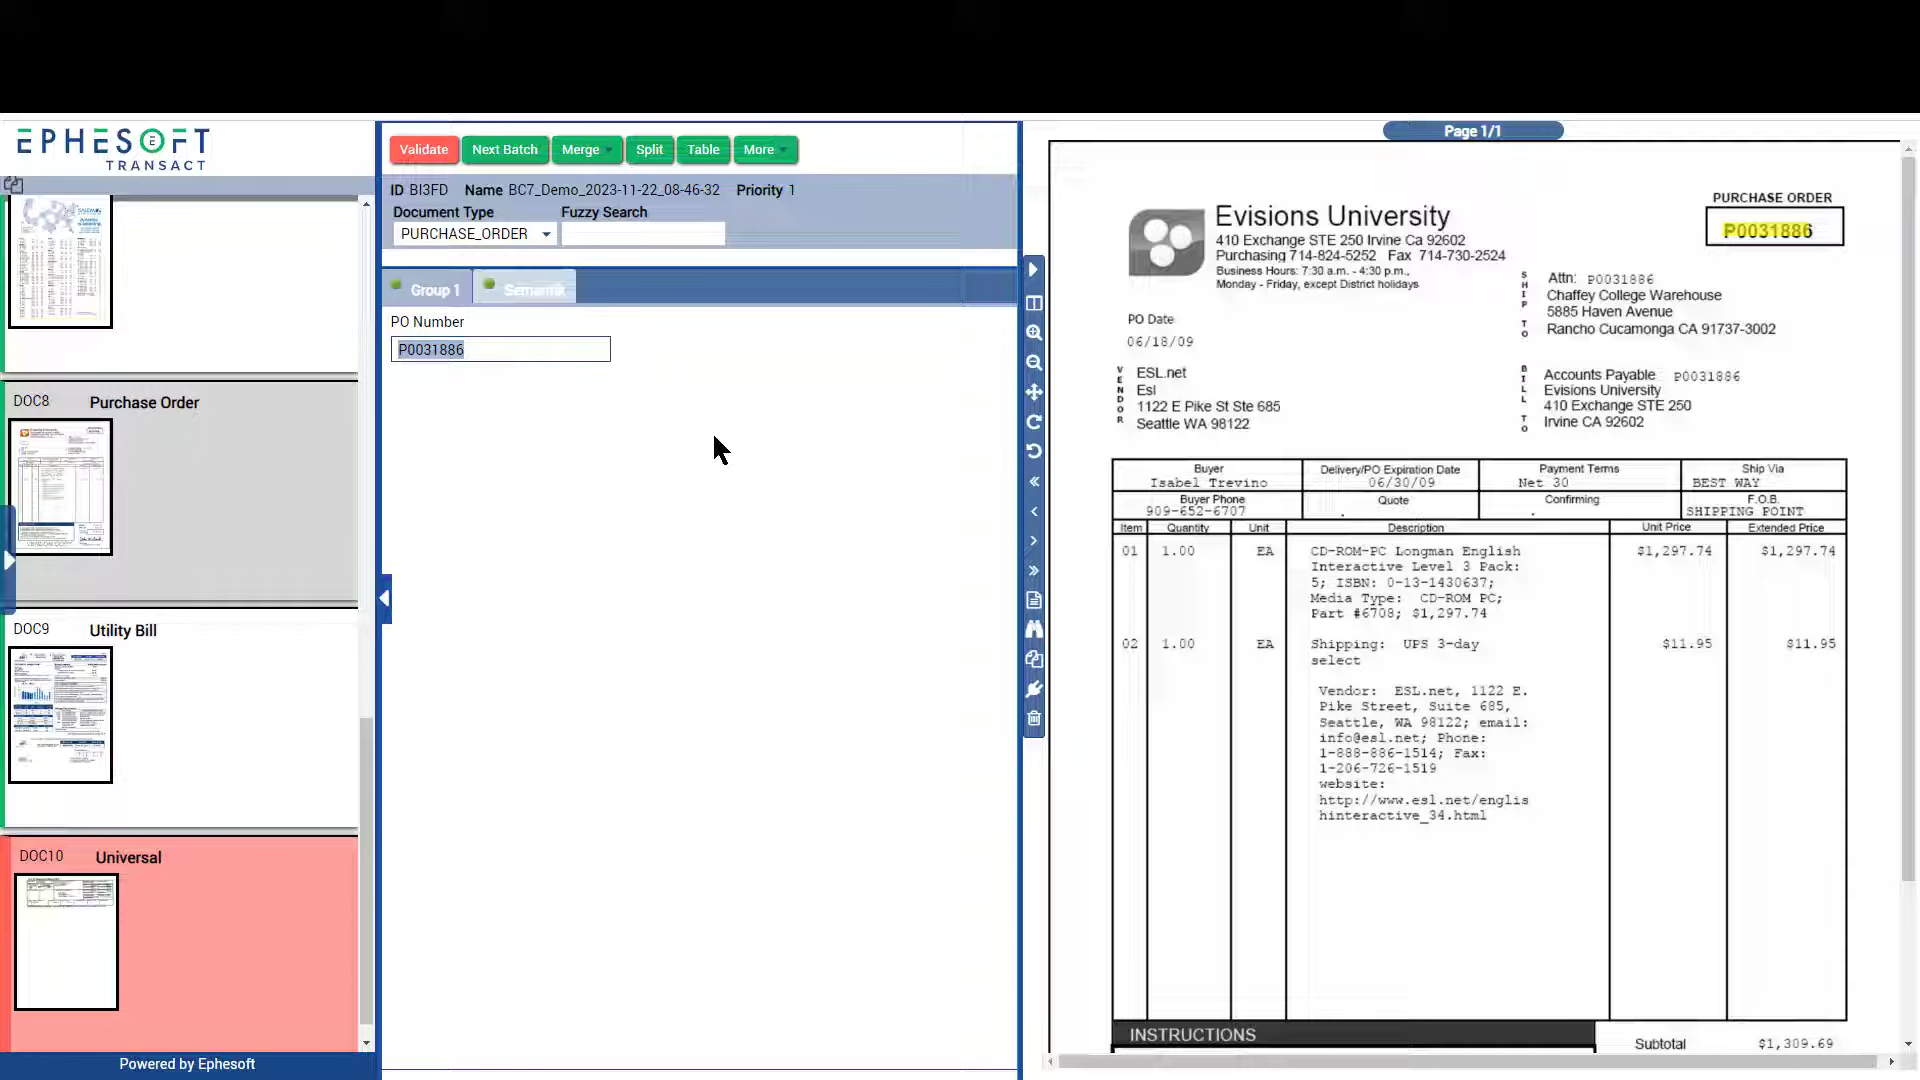 EPHESOFT
TRANSACT
DOC8 Purchase Order
DOC9 Utility Bill
DOC10 Universal
Powered by Ephesoft
Validate Next Batch Merge Split Table More
ID BI3FD Name BC7_Demo_2023-11-22_08-46-32 Priority 1
Document Type Fuzzy Search
PURCHASE_ORDER
Group 1 Semantik
PO Number
P0031886
Page 1/1
PURCHASE ORDER
P0031886
Evisions University
410 Exchange STE 250 Irvine Ca 92602
Purchasing 714-824-5252 Fax 714-730-2524
Business Hours: 7:30 a.m. - 4:30 p.m.,
Monday - Friday, except District holidays
SHIP TO
Attn: P0031886
Chaffey College Warehouse
5885 Haven Avenue
Rancho Cucamonga CA 91737-3002
PO Date
06/18/09
VENDOR
ESL.net
Esl
1122 E Pike St Ste 685
Seattle WA 98122
BILL TO
Accounts Payable P0031886
Evisions University
410 Exchange STE 250
Irvine CA 92602
Buyer Delivery/PO Expiration Date Payment Terms Ship Via
Isabel Trevino 06/30/09 Net 30 BEST WAY
Buyer Phone Quote Confirming F.O.B.
909-652-6707 . . SHIPPING POINT
Item Quantity Unit Description Unit Price Extended Price
01 1.00 EA CD-ROM-PC Longman English $1,297.74 $1,297.74
Interactive Level 3 Pack:
5; ISBN: 0-13-1430637;
Media Type: CD-ROM PC;
Part #6708; $1,297.74
02 1.00 EA Shipping: UPS 3-day $11.95 $11.95
select
Vendor: ESL.net, 1122 E.
Pike Street, Suite 685,
Seattle, WA 98122; email:
info@esl.net; Phone:
1-888-886-1514; Fax:
1-206-726-1519
website:
http://www.esl.net/englis
hinteractive_34.html
INSTRUCTIONS
Subtotal $1,309.69